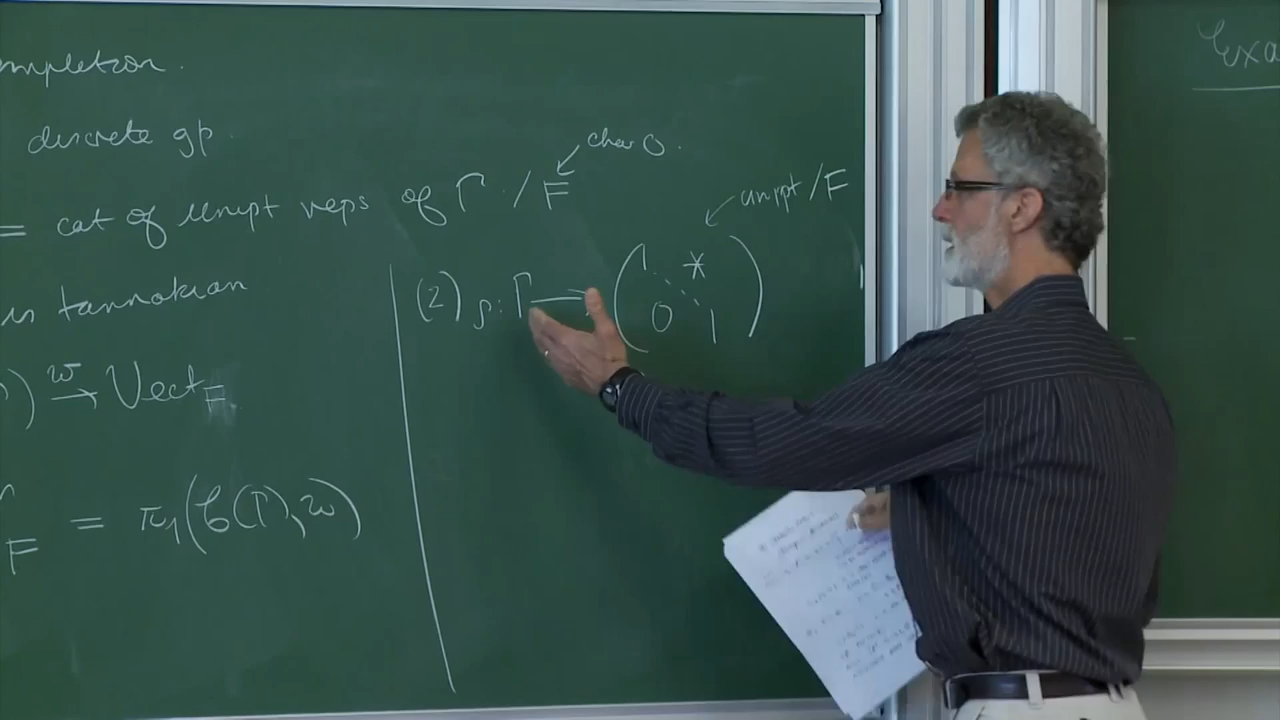 mpletion.
discrete gp.
= cat of unipt reps of Γ / F
char 0.
is tannakian
) ω→ Vect_F
F = π₁(𝒞(Γ), ω)
unipt / F
(2) ρ: Γ → (1 * 0 1)
Exa